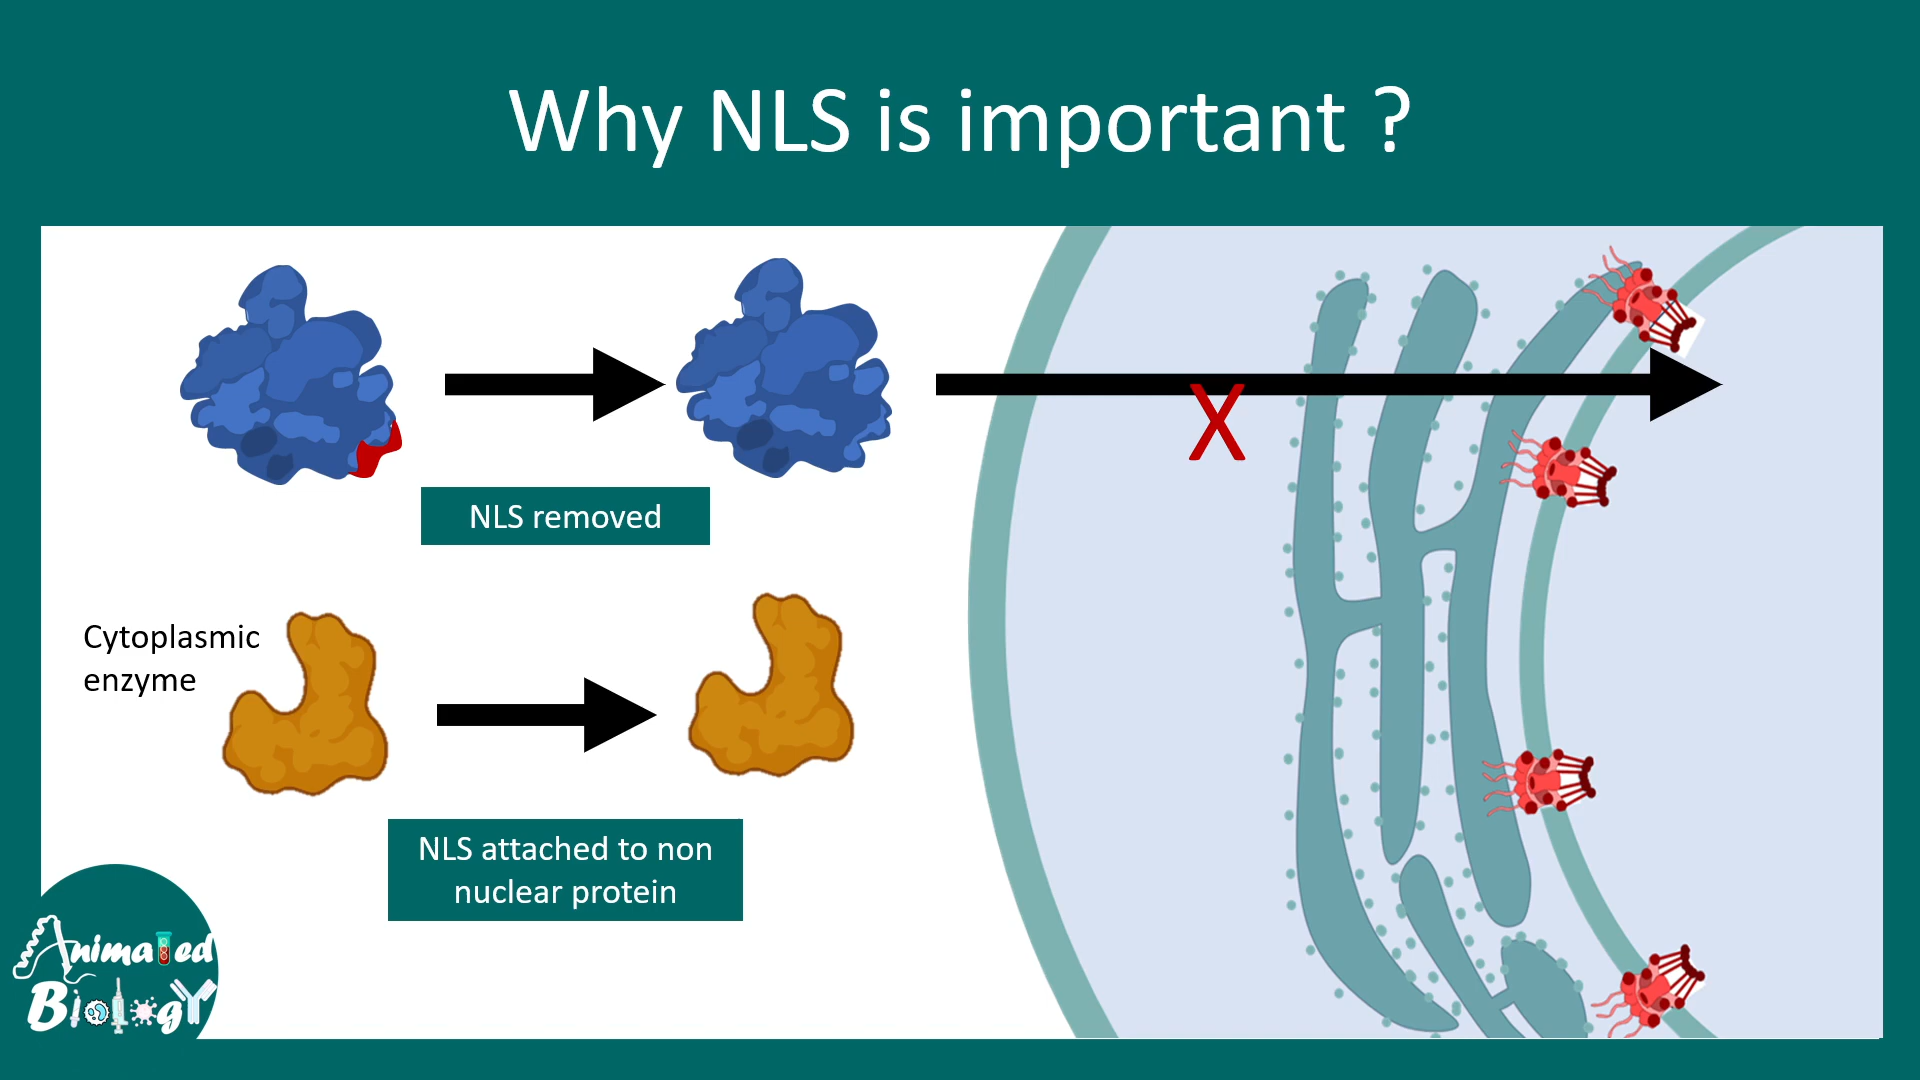 Why NLS is important ?
X
NLS removed
Cytoplasmic
enzyme
NLS attached to non
nuclear protein
Animated
Biology